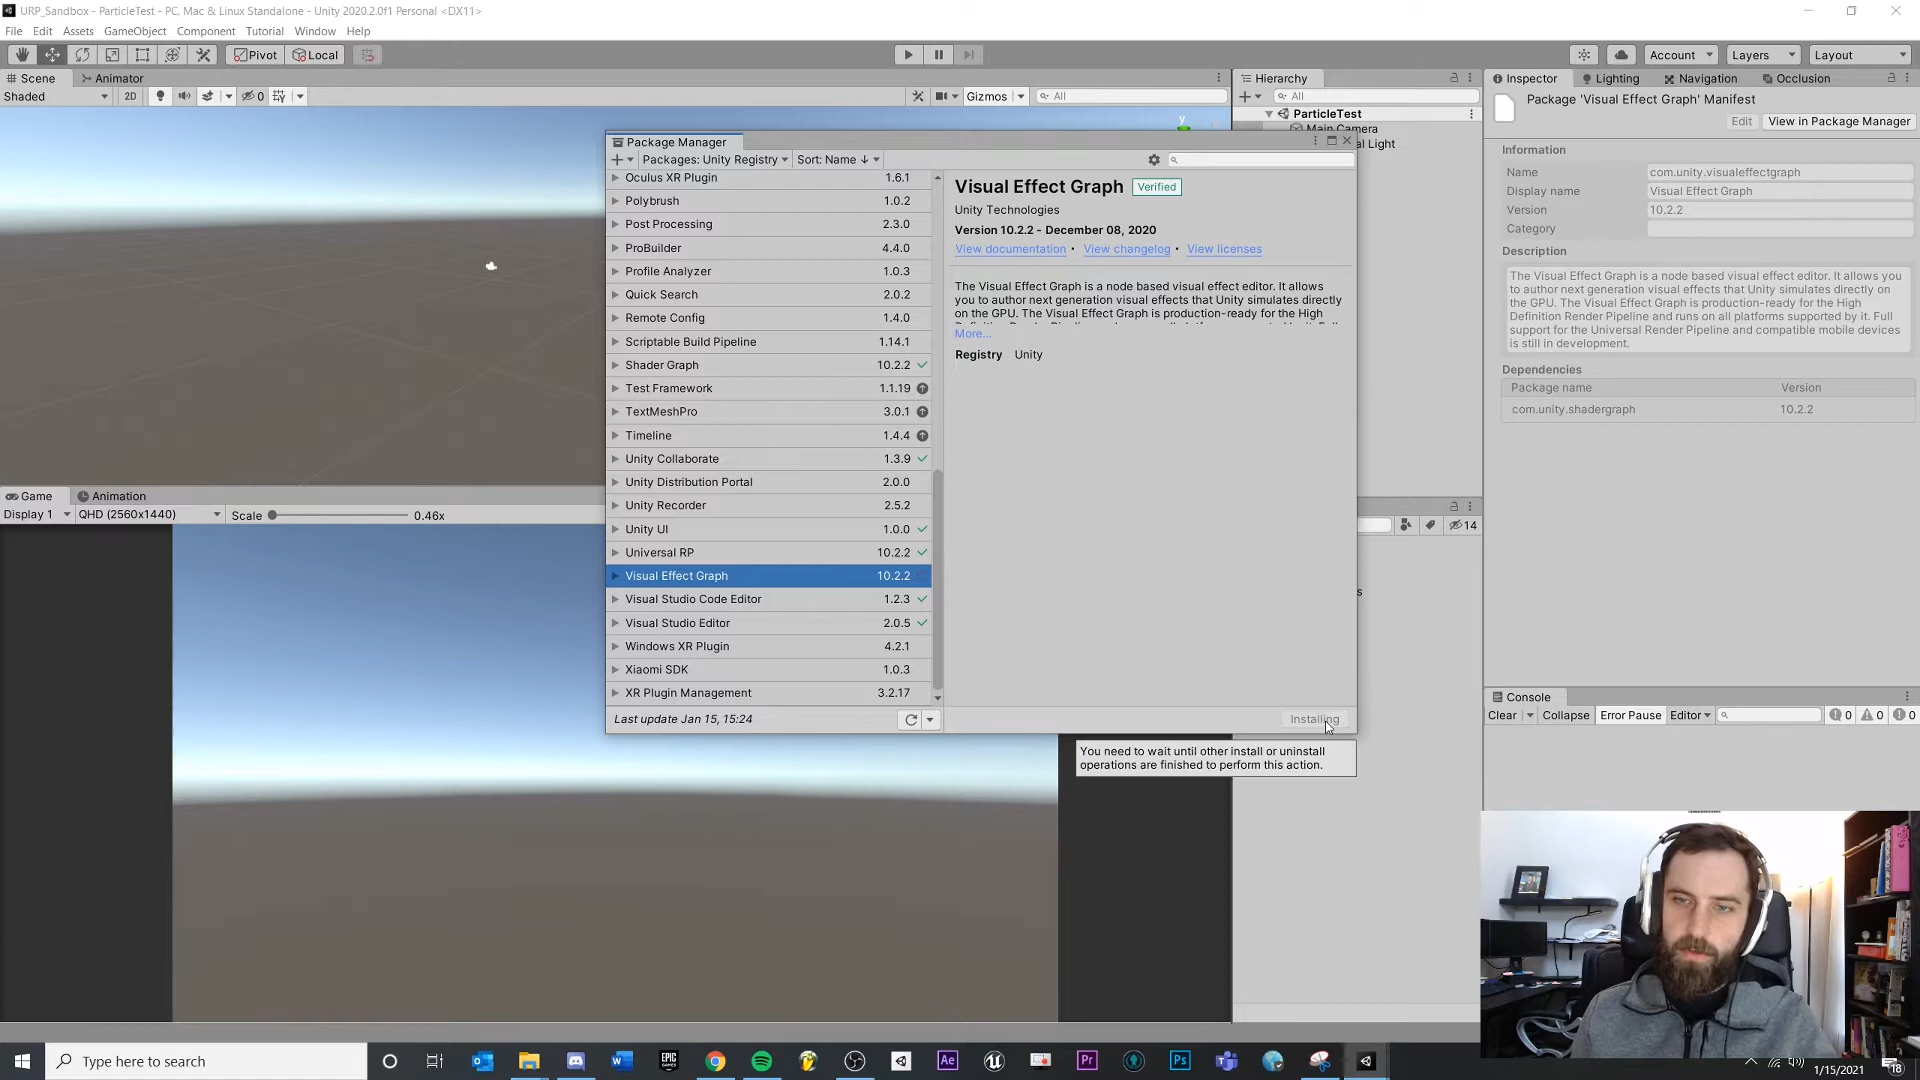 URP_Sandbox - ParticleTest - PC, Mac & Linux Standalone - Unity 2020.2.0f1 Personal <DX11>
File Edit Assets GameObject Component Tutorial Window Help
Pivot Local
Account Layers Layout
Scene Animator
Shaded 2D 0 Gizmos All
y
Hierarchy
All
ParticleTest
Main Camera
al Light
Inspector Lighting Navigation Occlusion
Package 'Visual Effect Graph' Manifest
Edit View in Package Manager
Information
Name com.unity.visualeffectgraph
Display name Visual Effect Graph
Version 10.2.2
Category
Description
The Visual Effect Graph is a node based visual effect editor. It allows you
to author next generation visual effects that Unity simulates directly on
the GPU. The Visual Effect Graph is production-ready for the High
Definition Render Pipeline and runs on all platforms supported by it. Full
support for the Universal Render Pipeline and compatible mobile devices
is still in development.
Dependencies
Package name Version
com.unity.shadergraph 10.2.2
Package Manager
Packages: Unity Registry Sort: Name ↓
Oculus XR Plugin 1.6.1
Polybrush 1.0.2
Post Processing 2.3.0
ProBuilder 4.4.0
Profile Analyzer 1.0.3
Quick Search 2.0.2
Remote Config 1.4.0
Scriptable Build Pipeline 1.14.1
Shader Graph 10.2.2
Test Framework 1.1.19
TextMeshPro 3.0.1
Timeline 1.4.4
Unity Collaborate 1.3.9
Unity Distribution Portal 2.0.0
Unity Recorder 2.5.2
Unity UI 1.0.0
Universal RP 10.2.2
Visual Effect Graph 10.2.2
Visual Studio Code Editor 1.2.3
Visual Studio Editor 2.0.5
Windows XR Plugin 4.2.1
Xiaomi SDK 1.0.3
XR Plugin Management 3.2.17
Last update Jan 15, 15:24
Visual Effect Graph Verified
Unity Technologies
Version 10.2.2 - December 08, 2020
View documentation • View changelog • View licenses
The Visual Effect Graph is a node based visual effect editor. It allows
you to author next generation visual effects that Unity simulates directly
on the GPU. The Visual Effect Graph is production-ready for the High
More...
Registry Unity
Installing
You need to wait until other install or uninstall
operations are finished to perform this action.
Game Animation
Display 1 QHD (2560x1440) Scale 0.46x
14
s
Console
Clear Collapse Error Pause Editor 0 0 0
Type here to search
EPIC GAMES
Ae
Pr
Ps
1/15/2021
18